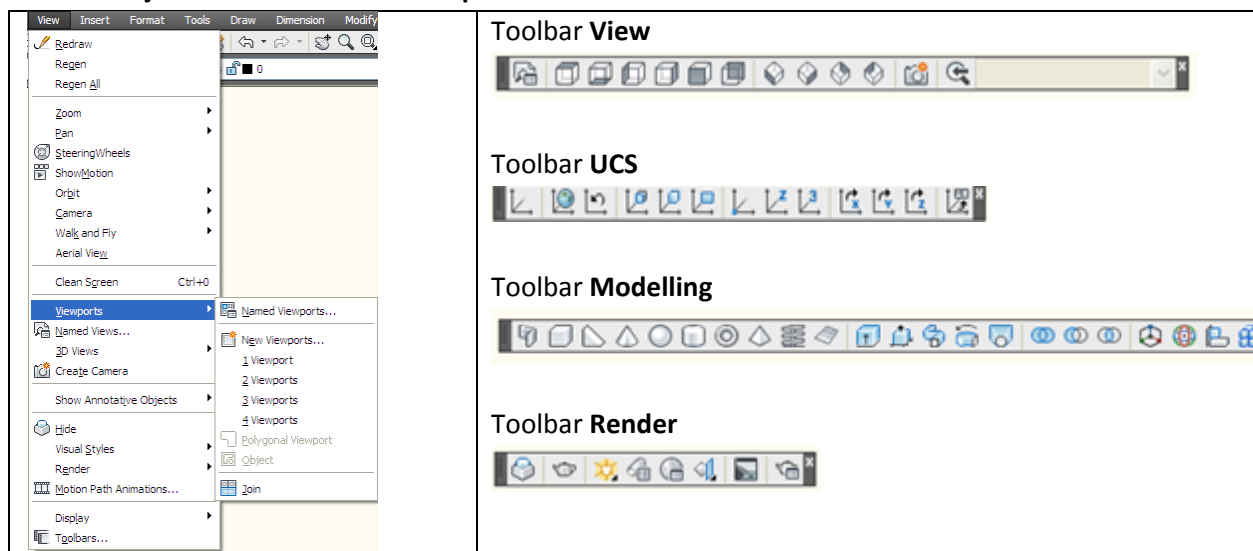 View Insert Format Tools Draw Dimension Modify
Redraw
Regen
Regen All
0
Zoom
Pan
SteeringWheels
ShowMotion
Orbit
Camera
Walk and Fly
Aerial View
Clean Screen Ctrl+0
Viewports
Named Views...
3D Views
Create Camera
Show Annotative Objects
Hide
Visual Styles
Render
Motion Path Animations...
Display
Toolbars...
Named Viewports...
New Viewports...
1 Viewport
2 Viewports
3 Viewports
4 Viewports
Polygonal Viewport
Object
Join
Toolbar View
Toolbar UCS
Toolbar Modelling
Toolbar Render